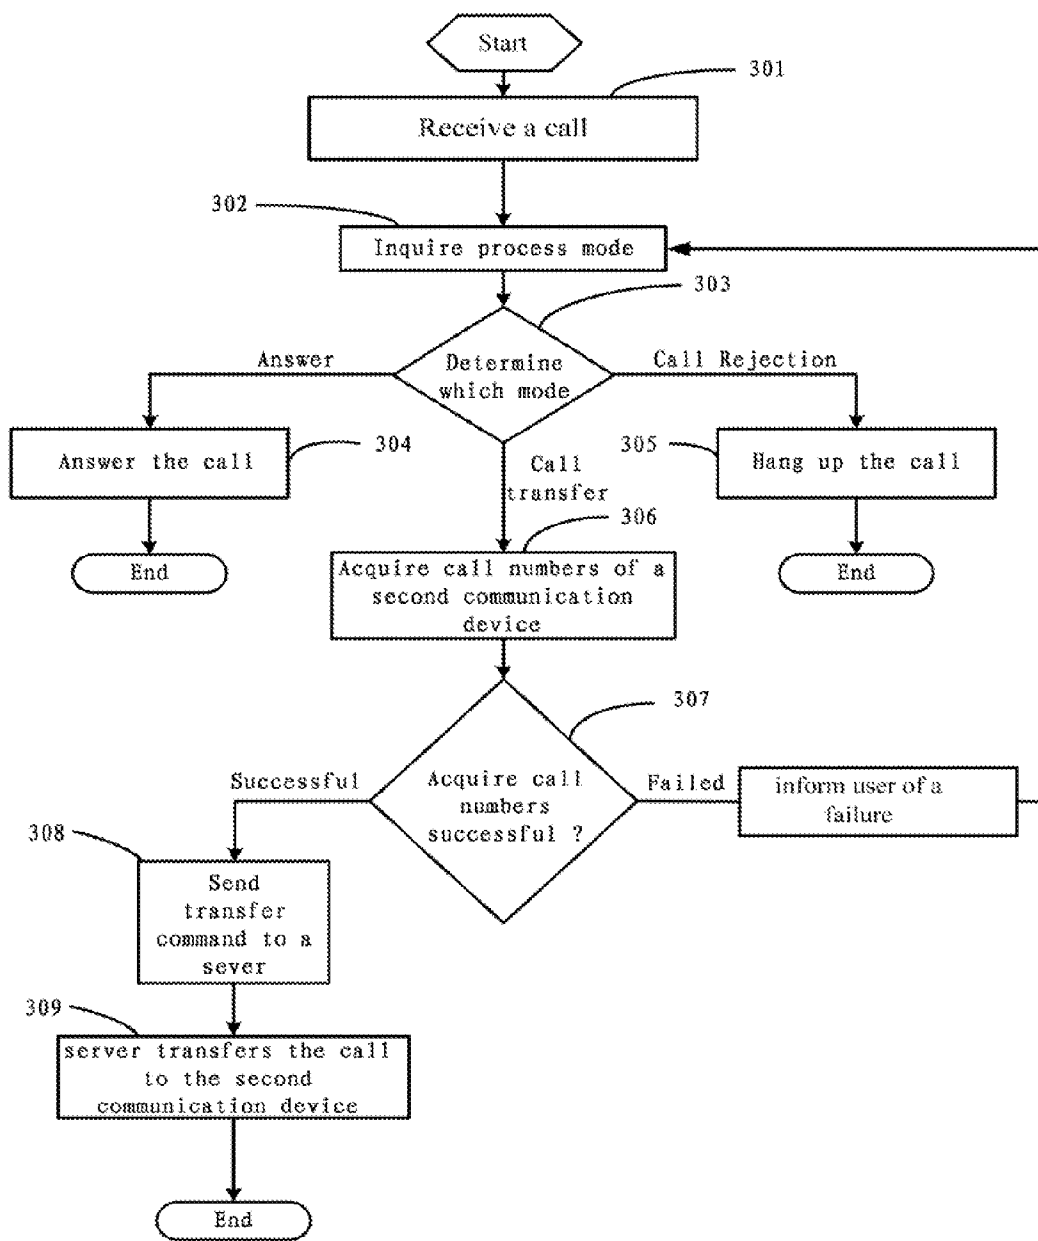 Start
301
Receive a call
302
Inquire process mode
303
Answer
Determine
which mode
Call Rejection
304
Answer the call
305
Hang up the call
Call
transfer
306
End
End
Acquire call numbers of a
second communication
device
307
Successful
Acquire call
numbers
successful ?
Failed
inform user of a
failure
308
Send
transfer
command to a
sever
309
server transfers the call
to the second
communication device
End